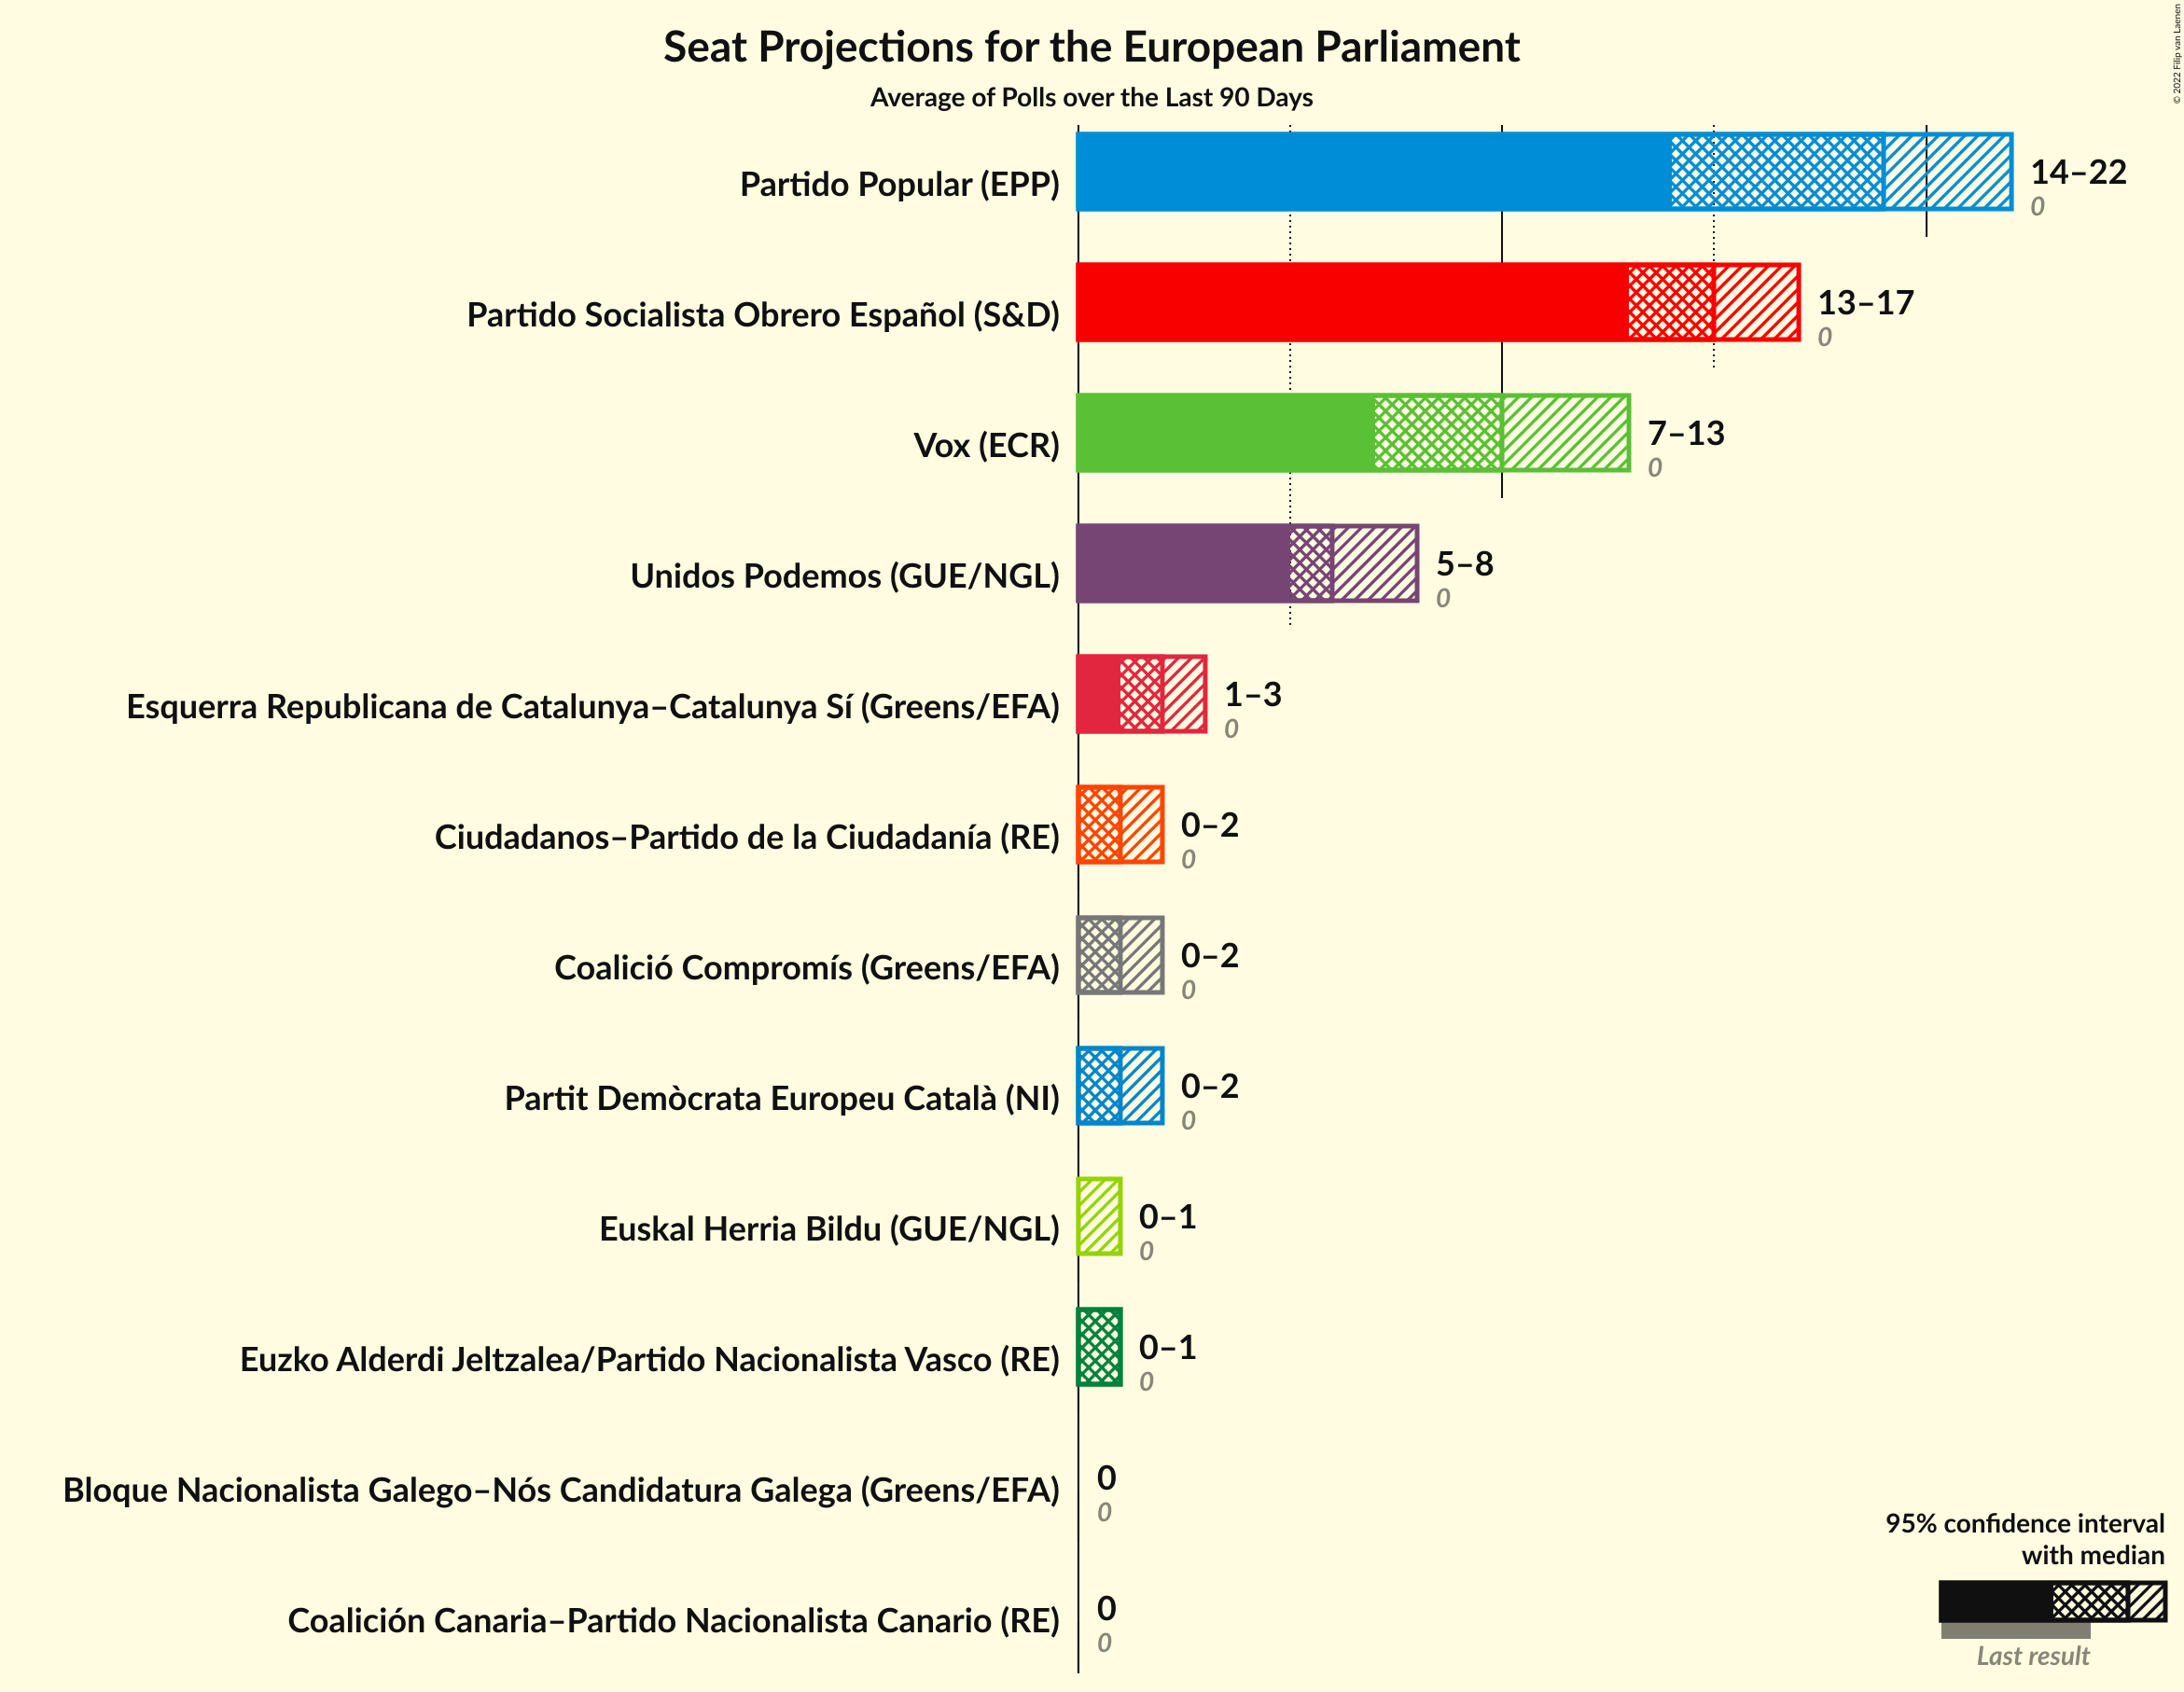 Seat Projections for the European Parliament
Average of Polls over the Last 90 Days
© 2022 Filip van Laenen
Partido Popular (EPP)
14–22
0
Partido Socialista Obrero Español (S&D)
13–17
0
Vox (ECR)
7–13
0
Unidos Podemos (GUE/NGL)
5–8
0
Esquerra Republicana de Catalunya–Catalunya Sí (Greens/EFA)
1–3
0
Ciudadanos–Partido de la Ciudadanía (RE)
0–2
0
Coalició Compromís (Greens/EFA)
0–2
0
Partit Demòcrata Europeu Català (NI)
0–2
0
Euskal Herria Bildu (GUE/NGL)
0–1
0
Euzko Alderdi Jeltzalea/Partido Nacionalista Vasco (RE)
0–1
0
Bloque Nacionalista Galego–Nós Candidatura Galega (Greens/EFA)
0
0
Coalición Canaria–Partido Nacionalista Canario (RE)
0
0
95% confidence interval
with median
Last result